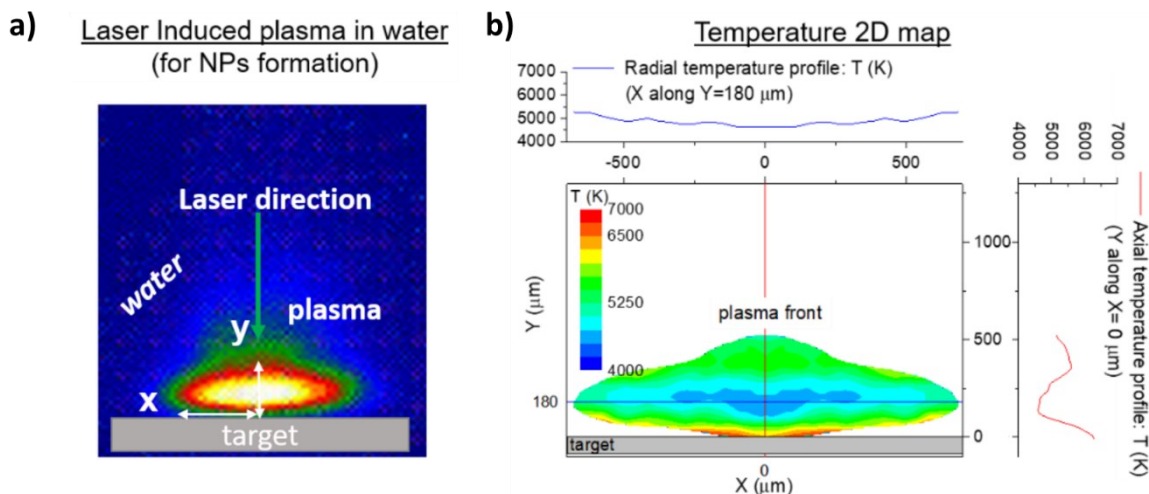 a)
Laser Induced plasma in water
(for NPs formation)
Laser direction
water
plasma
y
x
target
b)
Temperature 2D map
7000
6000
5000
4000
Radial temperature profile: T (K)
(X along Y=180 μm)
-500
0
500
4000
5000
6000
7000
Axial temperature profile: T (K)
(Y along X= 0 μm)
T (K)
7000
6500
5250
4000
plasma front
Y (μm)
1000
500
0
180
target
0
X (μm)